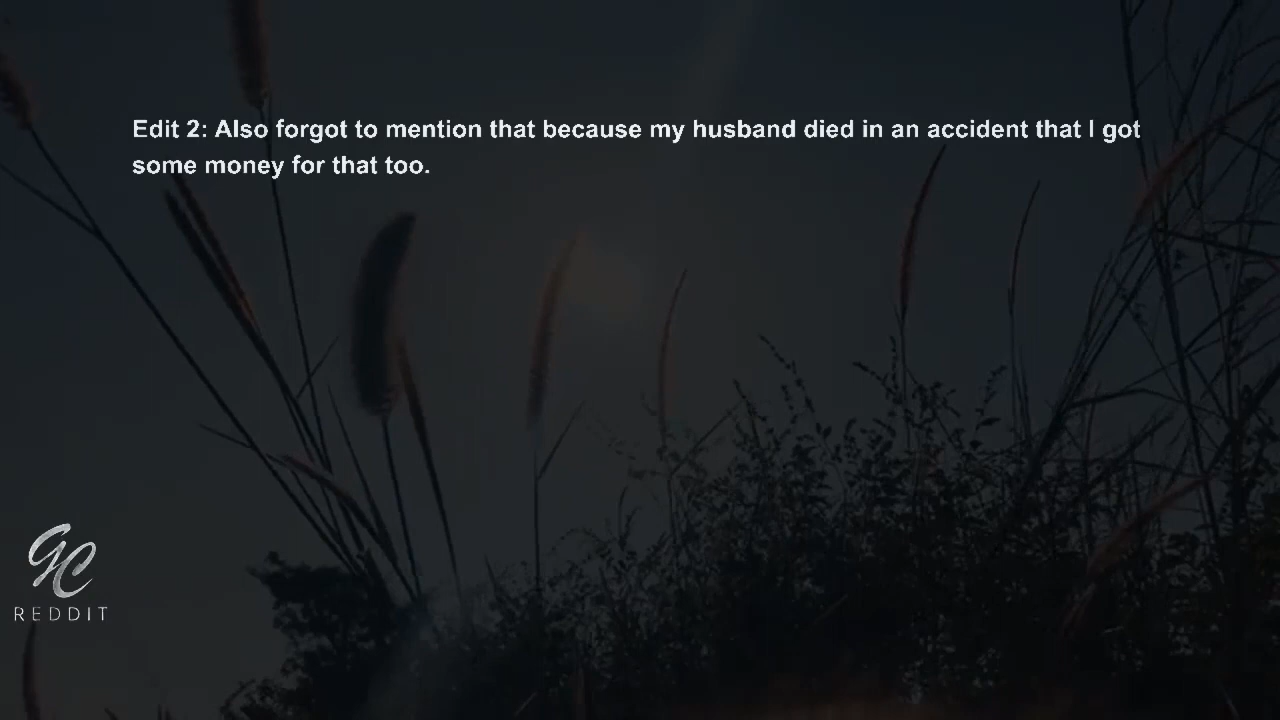 Edit 2: Also forgot to mention that because my husband died in an accident that I got
some money for that too.
GC
REDDIT